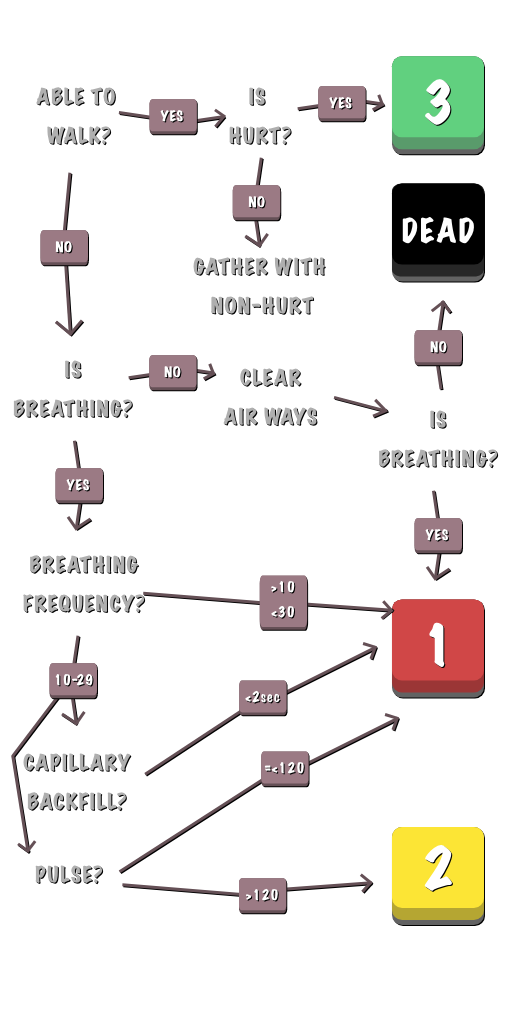 ABLE TO
WALK?
YES
IS
HURT?
YES
3
NO
GATHER WITH
NON-HURT
DEAD
NO
IS
BREATHING?
NO
CLEAR
AIR WAYS
NO
IS
BREATHING?
YES
YES
BREATHING
FREQUENCY?
>10
<30
1
10-29
<2sec
CAPILLARY
BACKFILL?
=<120
PULSE?
>120
2